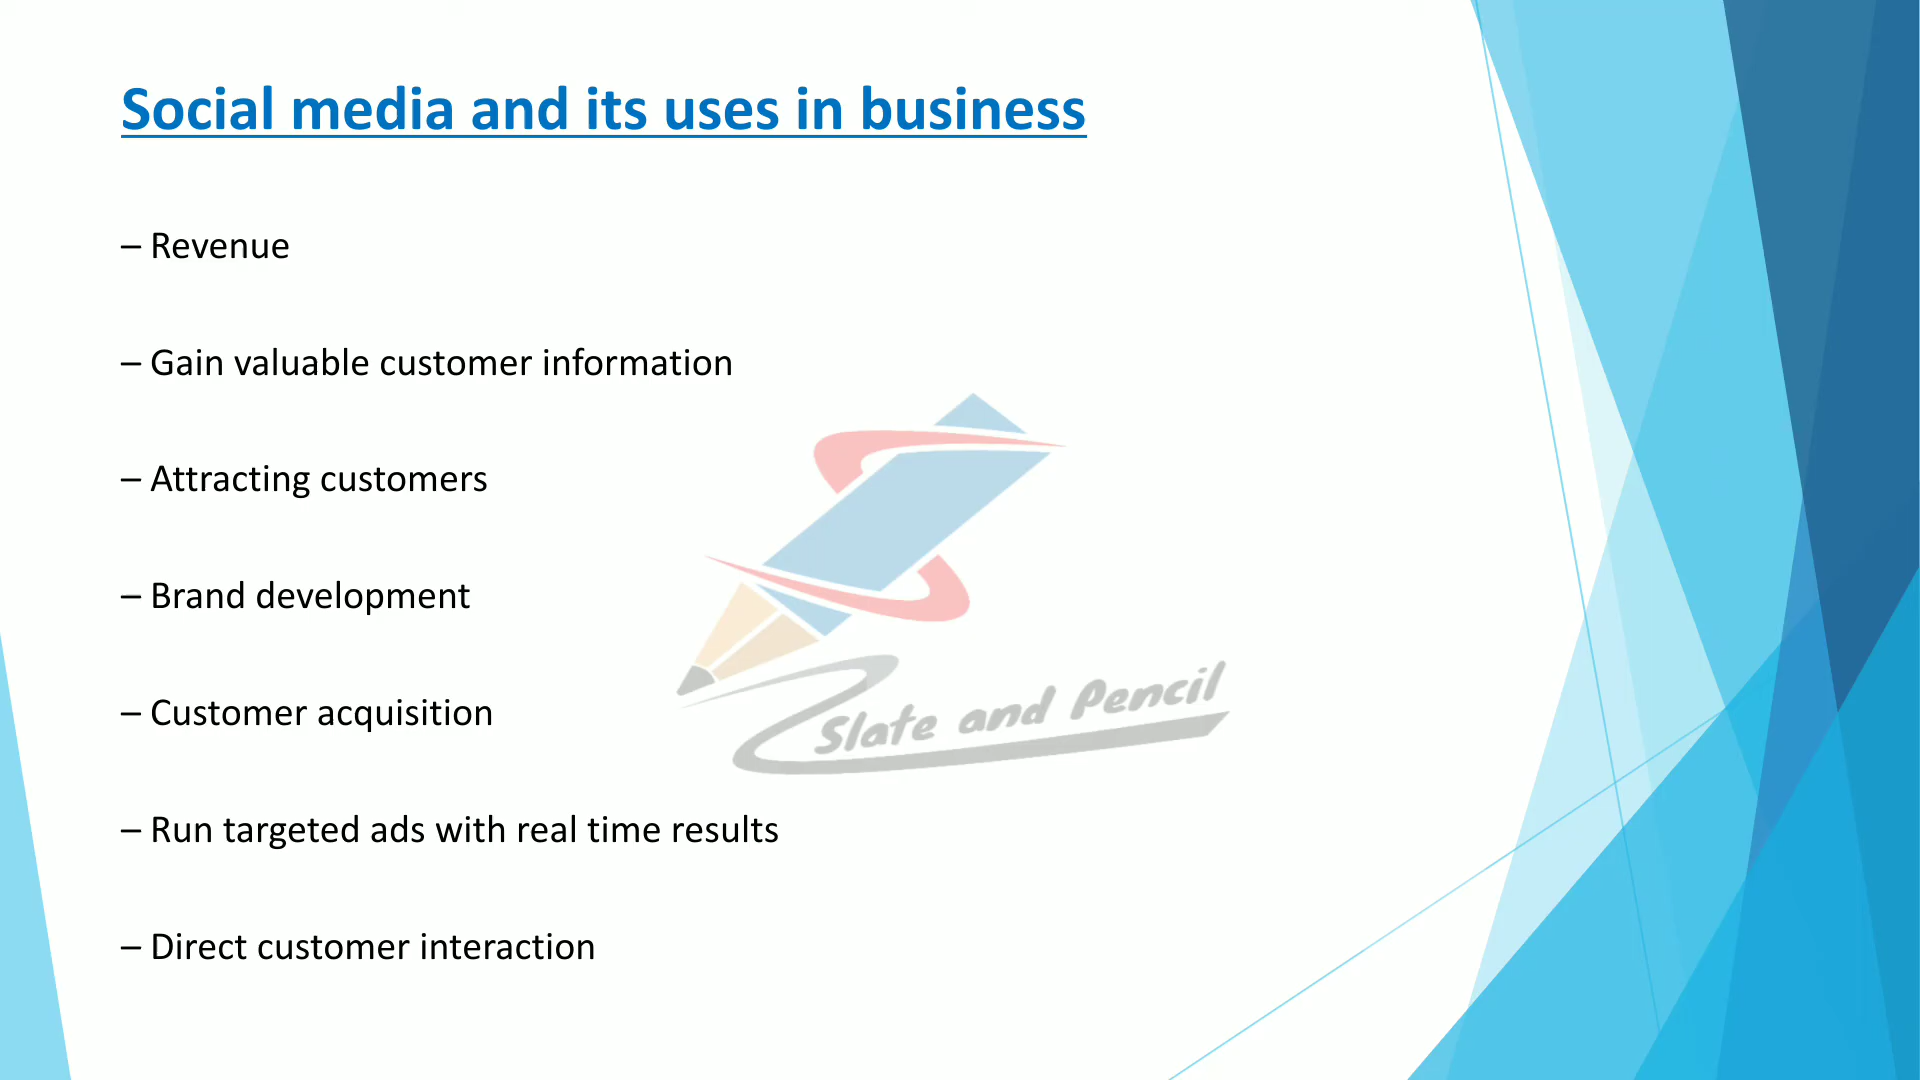 Social media and its uses in business
– Revenue
– Gain valuable customer information
– Attracting customers
– Brand development
– Customer acquisition
Slate and Pencil
– Run targeted ads with real time results
– Direct customer interaction